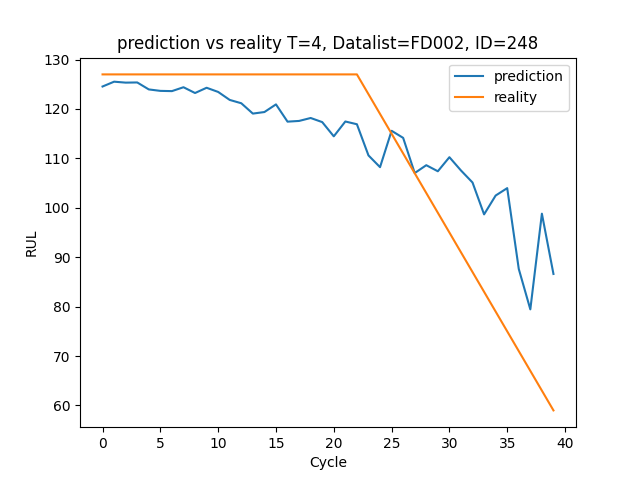 prediction vs reality T=4, Datalist=FD002, ID=248
prediction
reality
130
120
110
100
90
80
70
60
RUL
0 5 10 15 20 25 30 35 40
Cycle